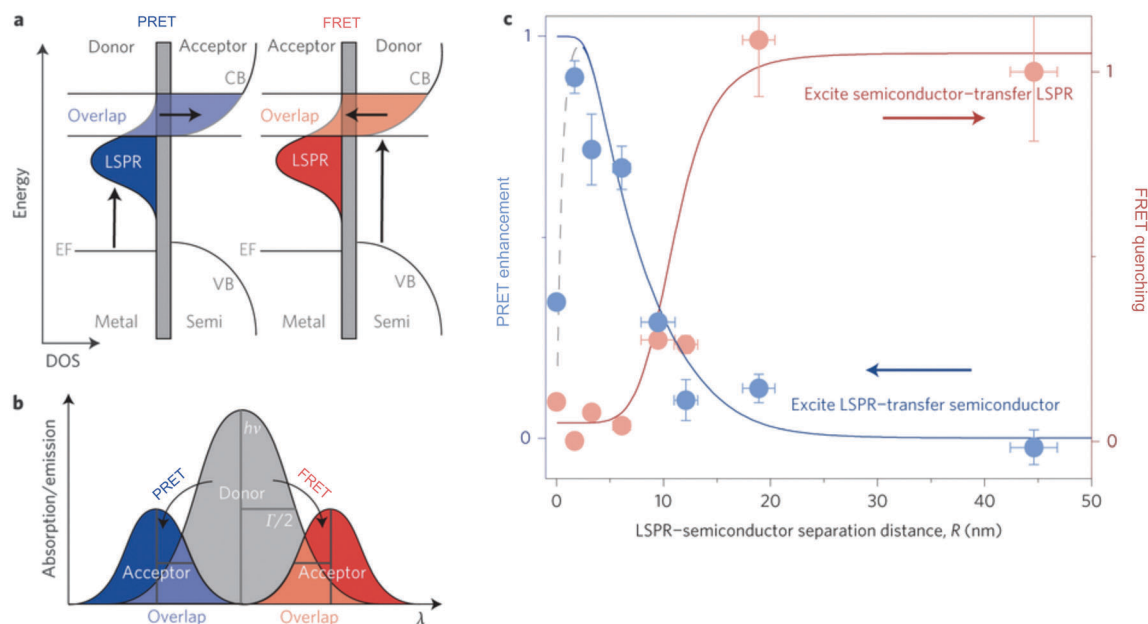 a
PRET
FRET
Donor
Acceptor
Acceptor
Donor
CB
CB
Overlap
Overlap
LSPR
LSPR
Energy
EF
EF
VB
VB
Metal
Semi
Metal
Semi
DOS
b
Absorption/emission
hν
PRET
FRET
Donor
Γ/2
Acceptor
Acceptor
Overlap
Overlap
λ
c
1
0
PRET enhancement
Excite semiconductor–transfer LSPR
Excite LSPR–transfer semiconductor
1
0
FRET quenching
0
10
20
30
40
50
LSPR–semiconductor separation distance, R (nm)